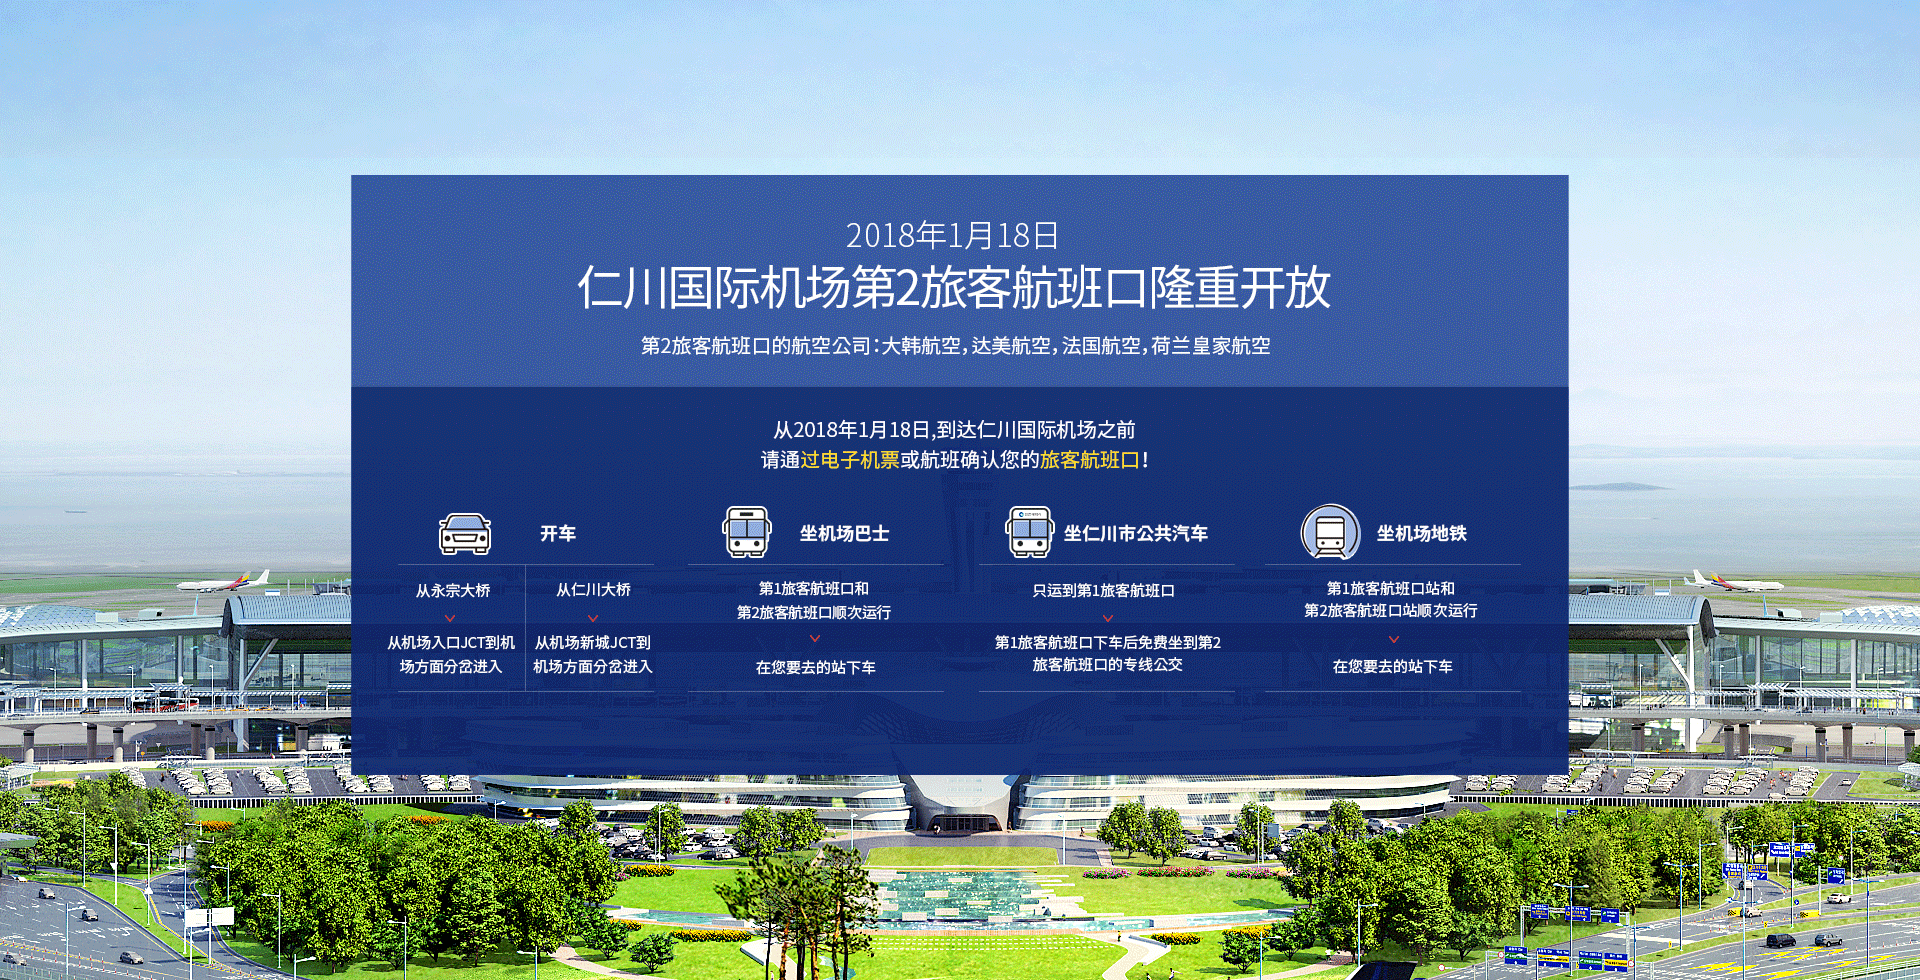 2018年1月18日
仁川国际机场第2旅客航班口隆重开放
第2旅客航班口的航空公司：大韩航空，达美航空，法国航空，荷兰皇家航空
从2018年1月18日,到达仁川国际机场之前
请通过电子机票或航班确认您的旅客航班口！
开车
从永宗大桥
从机场入口JCT到机
场方面分岔进入
从仁川大桥
从机场新城JCT到
机场方面分岔进入
坐机场巴士
第1旅客航班口和
第2旅客航班口顺次运行
在您要去的站下车
坐仁川市公共汽车
只运到第1旅客航班口
第1旅客航班口下车后免费坐到第2
旅客航班口的专线公交
坐机场地铁
第1旅客航班口站和
第2旅客航班口站顺次运行
在您要去的站下车